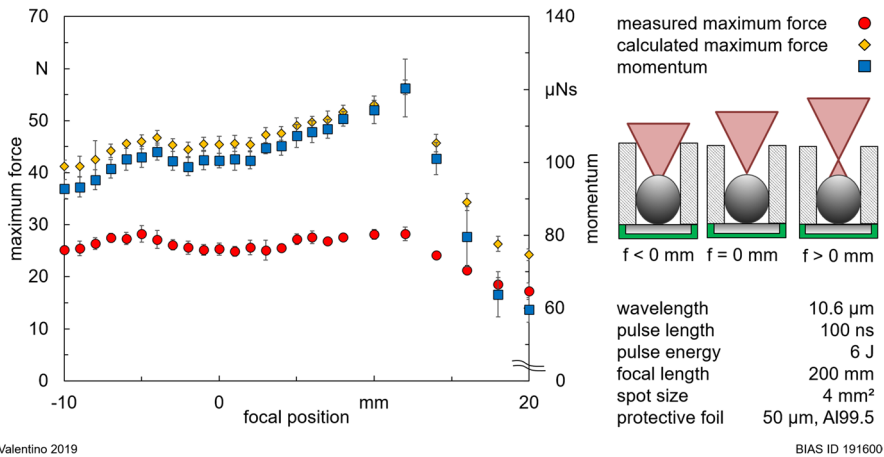 70
N
50
40
30
20
10
0
maximum force
-10
0
mm
20
focal position
140
µNs
100
80
60
0
momentum
measured maximum force
calculated maximum force
momentum
f < 0 mm
f = 0 mm
f > 0 mm
wavelength 10.6 µm
pulse length 100 ns
pulse energy 6 J
focal length 200 mm
spot size 4 mm²
protective foil 50 µm, Al99.5
Valentino 2019
BIAS ID 191600